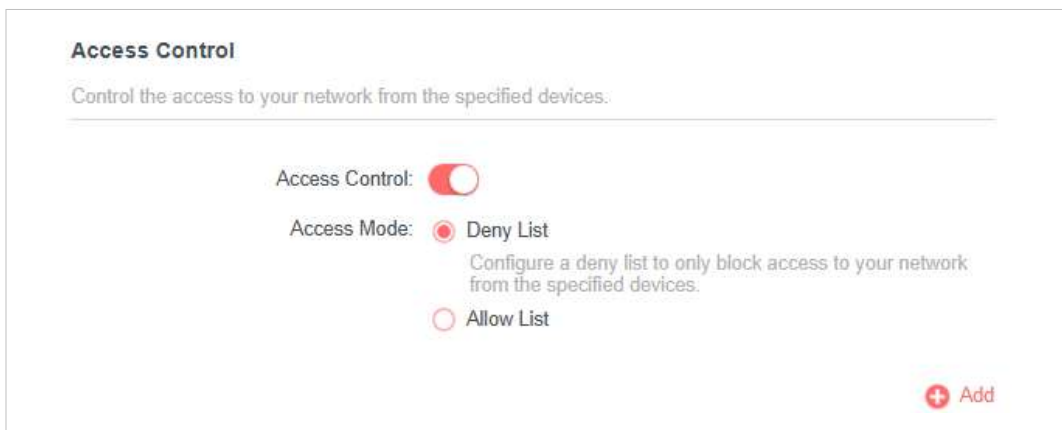 Access Control
Control the access to your network from the specified devices.
Access Control:
Access Mode: Deny List
Configure a deny list to only block access to your network
from the specified devices.
Allow List
Add